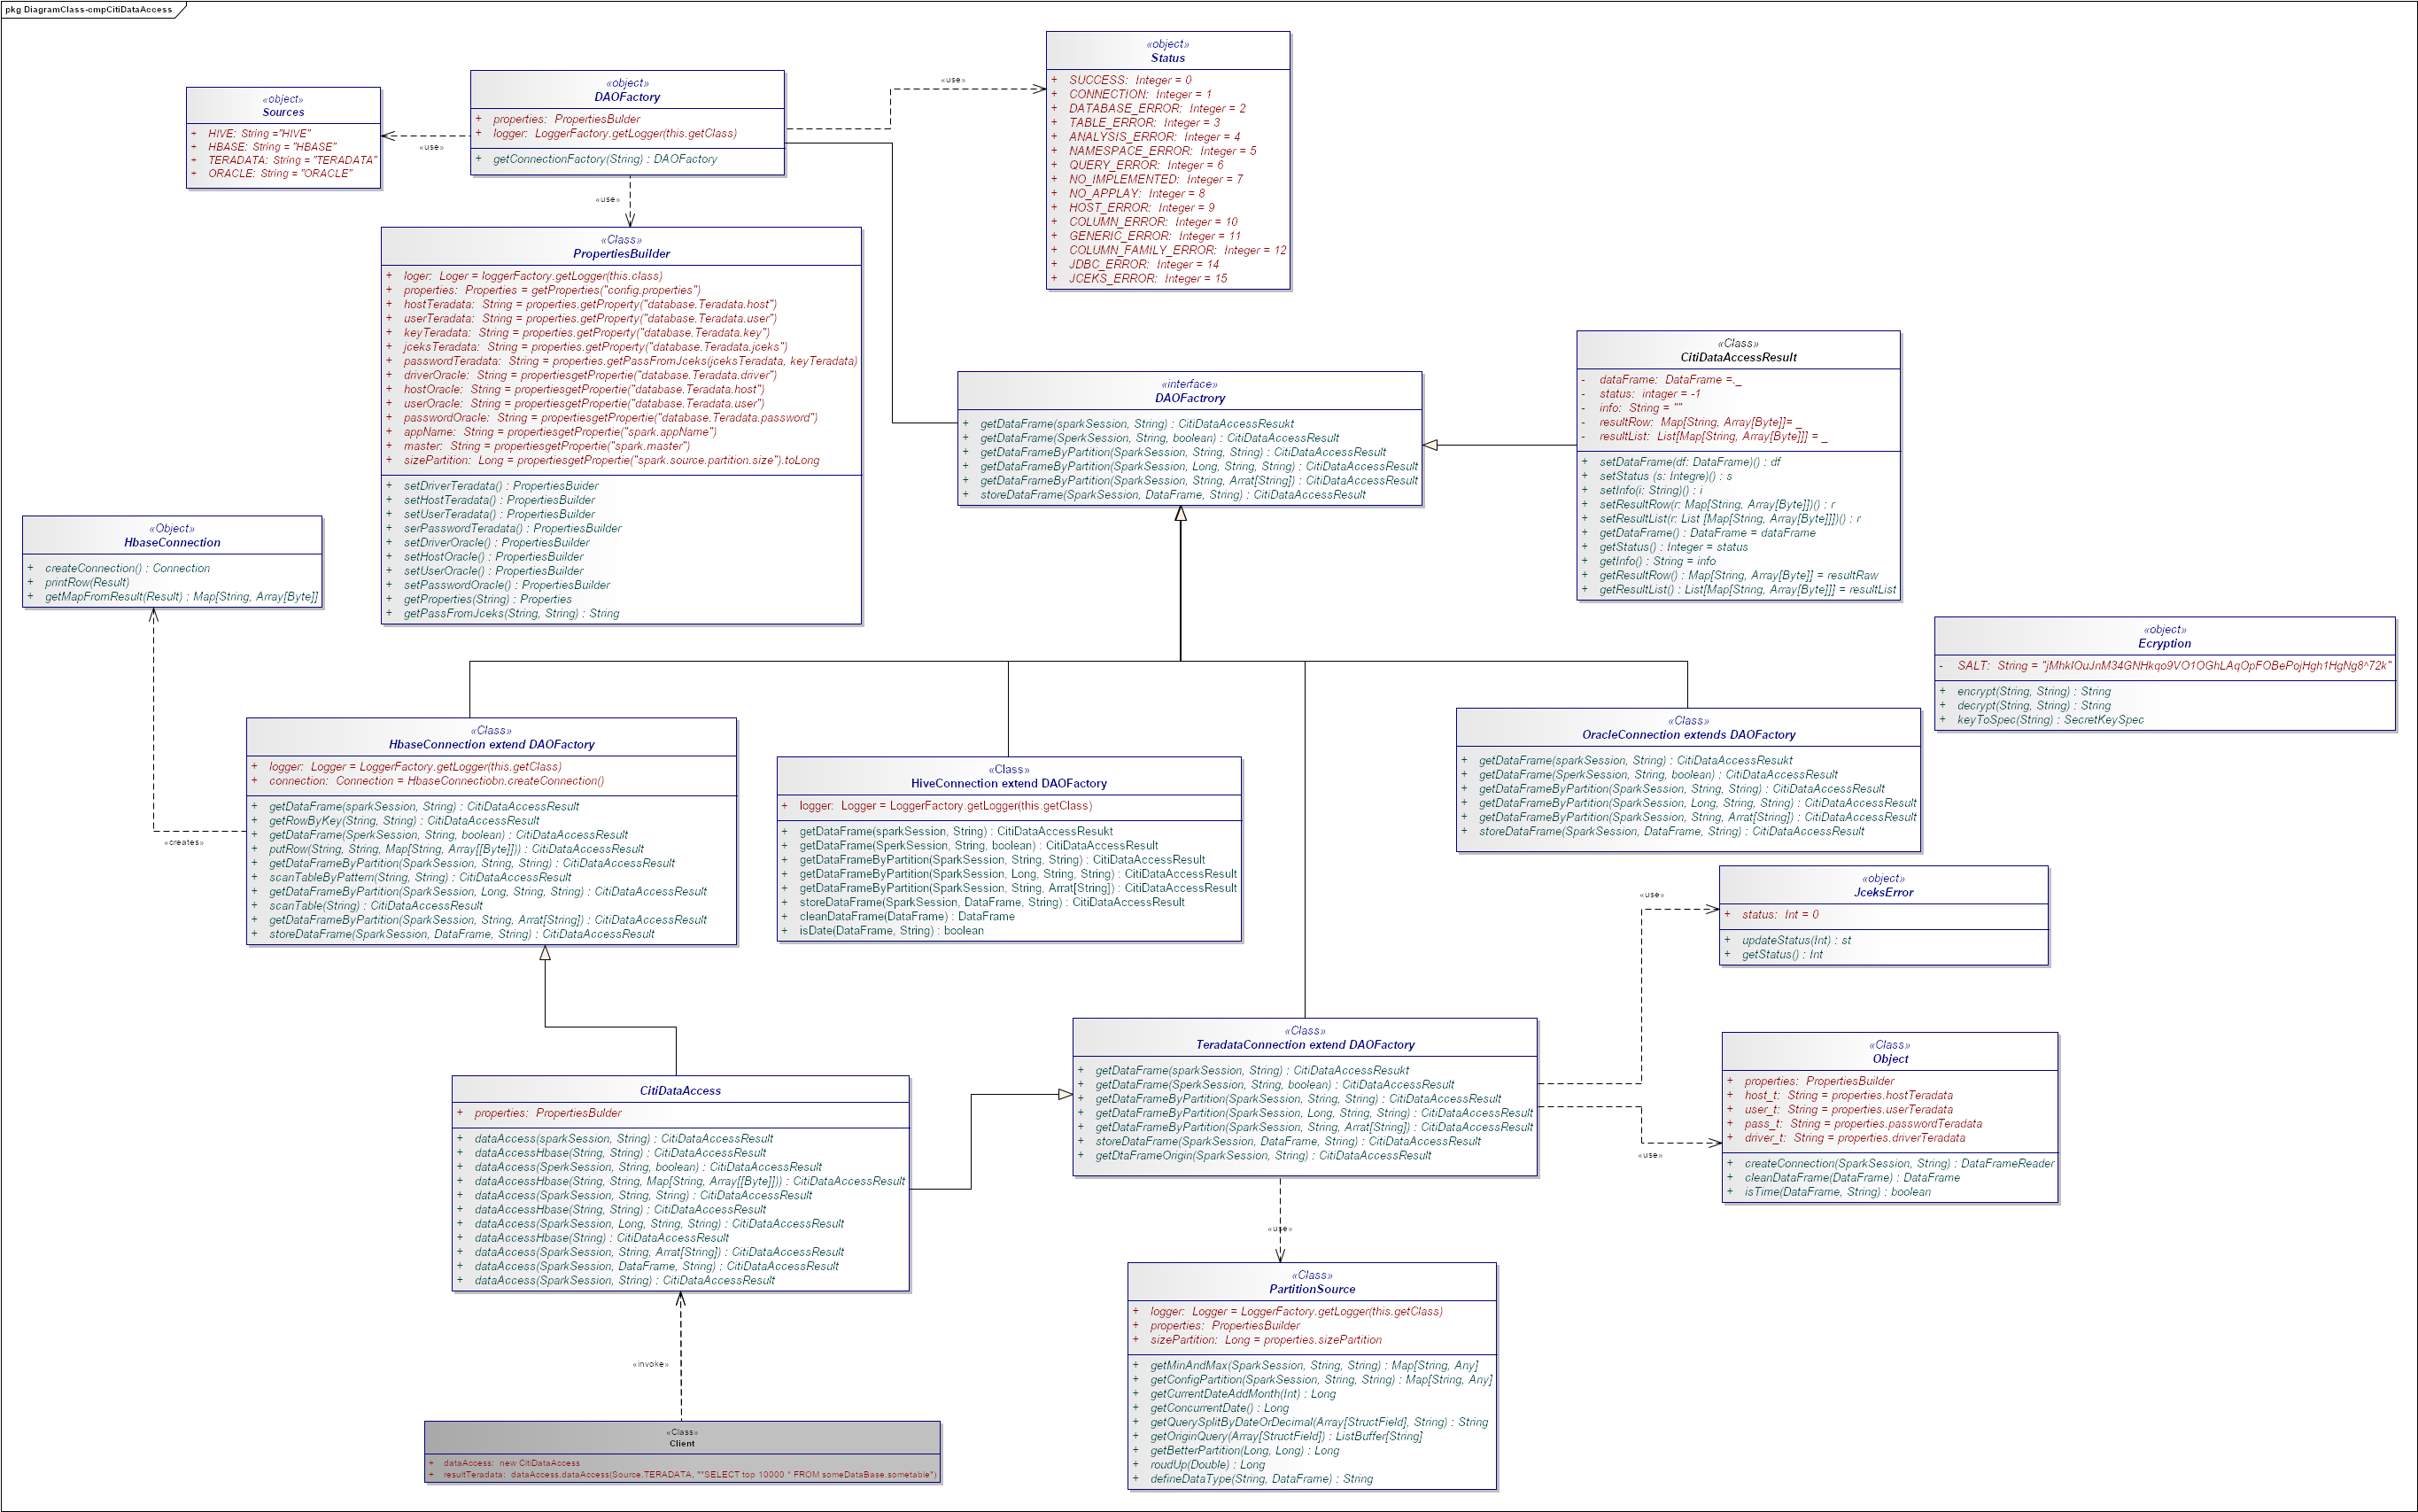 pkg DiagramClass-cmpCitiDataAccess
«object»
Status
+ SUCCESS: Integer = 0
+ CONNECTION: Integer = 1
+ DATABASE_ERROR: Integer = 2
+ TABLE_ERROR: Integer = 3
+ ANALYSIS_ERROR: Integer = 4
+ NAMESPACE_ERROR: Integer = 5
+ QUERY_ERROR: Integer = 6
+ NO_IMPLEMENTED: Integer = 7
+ NO_APPLAY: Integer = 8
+ HOST_ERROR: Integer = 9
+ COLUMN_ERROR: Integer = 10
+ GENERIC_ERROR: Integer = 11
+ COLUMN_FAMILY_ERROR: Integer = 12
+ JDBC_ERROR: Integer = 14
+ JCEKS_ERROR: Integer = 15
«use»
«object»
DAOFactory
+ properties: PropertiesBulder
+ logger: LoggerFactory.getLogger(this.getClass)
+ getConnectionFactory(String) : DAOFactory
«object»
Sources
+ HIVE: String ="HIVE"
+ HBASE: String = "HBASE"
+ TERADATA: String = "TERADATA"
+ ORACLE: String = "ORACLE"
«use»
«use»
«Class»
PropertiesBuilder
+ loger: Loger = loggerFactory.getLogger(this.class)
+ properties: Properties = getProperties("config.properties")
+ hostTeradata: String = properties.getProperty("database.Teradata.host")
+ userTeradata: String = properties.getProperty("database.Teradata.user")
+ keyTeradata: String = properties.getProperty("database.Teradata.key")
+ jceksTeradata: String = properties.getProperty("database.Teradata.jceks")
+ passwordTeradata: String = properties.getPassFromJceks(jceksTeradata, keyTeradata)
+ driverOracle: String = propertiesgetPropertie("database.Teradata.driver")
+ hostOracle: String = propertiesgetPropertie("database.Teradata.host")
+ userOracle: String = propertiesgetPropertie("database.Teradata.user")
+ passwordOracle: String = propertiesgetPropertie("database.Teradata.password")
+ appName: String = propertiesgetPropertie("spark.appName")
+ master: String = propertiesgetPropertie("spark.master")
+ sizePartition: Long = propertiesgetPropertie("spark.source.partition.size").toLong
+ setDriverTeradata() : PropertiesBuider
+ setHostTeradata() : PropertiesBuilder
+ setUserTeradata() : PropertiesBuilder
+ serPasswordTeradata() : PropertiesBuilder
+ setDriverOracle() : PropertiesBuilder
+ setHostOracle() : PropertiesBuilder
+ setUserOracle() : PropertiesBuilder
+ setPasswordOracle() : PropertiesBuilder
+ getProperties(String) : Properties
+ getPassFromJceks(String, String) : String
«Class»
CitiDataAccessResult
- dataFrame: DataFrame =._
- status: intarger = -1
- info: String = ""
- resultRow: Map[String, Array[Byte]]= _
- resultList: List[Map[String, Array[Byte]]] = _
+ setDataFrame(df: DataFrame)() : df
+ setStatus (s: Integre)() : s
+ setInfo(i: String)() : i
+ setResultRow(r: Map[String, Array[Byte]])() : r
+ setResultList(r: List [Map[String, Array[Byte]]])() : r
+ getDataFrame() : DataFrame = dataFrame
+ getStatus() : Integer = status
+ getInfo() : String = info
+ getResultRow() : Map[String, Array[Byte]] = resultRaw
+ getResultList() : List[Map[String, Array[Byte]]] = resultList
«interface»
DAOFactrory
+ getDataFrame(sparkSession, String) : CitiDataAccessResukt
+ getDataFrame(SperkSession, String, boolean) : CitiDataAccessResult
+ getDataFrameByPartition(SparkSession, String, String) : CitiDataAccessResult
+ getDataFrameByPartition(SparkSession, Long, String, String) : CitiDataAccessResult
+ getDataFrameByPartition(SparkSession, String, Arrat[String]) : CitiDataAccessResult
+ storeDataFrame(SparkSession, DataFrame, String) : CitiDataAccessResult
«Object»
HbaseConnection
+ createConnection() : Connection
+ printRow(Result)
+ getMapFromResult(Result) : Map[String, Array[Byte]]
«object»
Ecryption
- SALT: String = "jMhkIOuJnM34GNHkqo9VO1OGhLAqOpFOBePojHgh1HgNg8^72k"
+ encrypt(String, String) : String
+ decrypt(String, String) : String
+ keyToSpec(String) : SecretKeySpec
«Class»
HbaseConnection extend DAOFactory
+ logger: Logger = LoggerFactory.getLogger(this.getClass)
+ connection: Connection = HbaseConnectiobn.createConnection()
+ getDataFrame(sparkSession, String) : CitiDataAccessResult
+ getRowByKey(String, String) : CitiDataAccessResult
+ getDataFrame(SperkSession, String, boolean) : CitiDataAccessResult
+ putRow(String, String, Map[String, Array[[Byte]])) : CitiDataAccessResult
+ getDataFrameByPartition(SparkSession, String, String) : CitiDataAccessResult
+ scanTableByPattern(String, String) : CitiDataAccessResult
+ getDataFrameByPartition(SparkSession, Long, String, String) : CitiDataAccessResult
+ scanTable(String) : CitiDataAccessResult
+ getDataFrameByPartition(SparkSession, String, Arrat[String]) : CitiDataAccessResult
+ storeDataFrame(SparkSession, DataFrame, String) : CitiDataAccessResult
«creates»
«Class»
HiveConnection extend DAOFactory
+ logger: Logger = LoggerFactory.getLogger(this.getClass)
+ getDataFrame(sparkSession, String) : CitiDataAccessResukt
+ getDataFrame(SperkSession, String, boolean) : CitiDataAccessResult
+ getDataFrameByPartition(SparkSession, String, String) : CitiDataAccessResult
+ getDataFrameByPartition(SparkSession, Long, String, String) : CitiDataAccessResult
+ getDataFrameByPartition(SparkSession, String, Arrat[String]) : CitiDataAccessResult
+ storeDataFrame(SparkSession, DataFrame, String) : CitiDataAccessResult
+ cleanDataFrame(DataFrame) : DataFrame
+ isDate(DataFrame, String) : boolean
«Class»
OracleConnection extends DAOFactory
+ getDataFrame(sparkSession, String) : CitiDataAccessResukt
+ getDataFrame(SperkSession, String, boolean) : CitiDataAccessResult
+ getDataFrameByPartition(SparkSession, String, String) : CitiDataAccessResult
+ getDataFrameByPartition(SparkSession, Long, String, String) : CitiDataAccessResult
+ getDataFrameByPartition(SparkSession, String, Arrat[String]) : CitiDataAccessResult
+ storeDataFrame(SparkSession, DataFrame, String) : CitiDataAccessResult
«use»
«object»
JceksError
+ status: Int = 0
+ updateStatus(Int) : st
+ getStatus() : Int
«Class»
TeradataConnection extend DAOFactory
+ getDataFrame(sparkSession, String) : CitiDataAccessResukt
+ getDataFrame(SperkSession, String, boolean) : CitiDataAccessResult
+ getDataFrameByPartition(SparkSession, String, String) : CitiDataAccessResult
+ getDataFrameByPartition(SparkSession, Long, String, String) : CitiDataAccessResult
+ getDataFrameByPartition(SparkSession, String, Arrat[String]) : CitiDataAccessResult
+ storeDataFrame(SparkSession, DataFrame, String) : CitiDataAccessResult
+ getDtaFrameOrigin(SparkSession, String) : CitiDataAccessResult
«Class»
Object
+ properties: PropertiesBuilder
+ host_t: String = properties.hostTeradata
+ user_t: String = properties.userTeradata
+ pass_t: String = properties.passwordTeradata
+ driver_t: String = properties.driverTeradata
+ createConnection(SparkSession, String) : DataFrameReader
+ cleanDataFrame(DataFrame) : DataFrame
+ isTime(DataFrame, String) : boolean
«use»
CitiDataAccess
+ properties: PropertiesBulder
+ dataAccess(sparkSession, String) : CitiDataAccessResult
+ dataAccessHbase(String, String) : CitiDataAccessResult
+ dataAccess(SperkSession, String, boolean) : CitiDataAccessResult
+ dataAccessHbase(String, String, Map[String, Array[[Byte]])) : CitiDataAccessResult
+ dataAccess(SparkSession, String, String) : CitiDataAccessResult
+ dataAccessHbase(String, String) : CitiDataAccessResult
+ dataAccess(SparkSession, Long, String, String) : CitiDataAccessResult
+ dataAccessHbase(String) : CitiDataAccessResult
+ dataAccess(SparkSession, String, Arrat[String]) : CitiDataAccessResult
+ dataAccess(SparkSession, DataFrame, String) : CitiDataAccessResult
+ dataAccess(SparkSession, String) : CitiDataAccessResult
«use»
«Class»
PartitionSource
+ logger: Logger = LoggerFactory.getLogger(this.getClass)
+ properties: PropertiesBuilder
+ sizePartition: Long = properties.sizePartition
+ getMinAndMax(SparkSession, String, String) : Map[String, Any]
+ getConfigPartition(SparkSession, String, String) : Map[String, Any]
+ getCurrentDateAddMonth(Int) : Long
+ getConcurrentDate() : Long
+ getQuerySplitByDateOrDecimal(Array[StructField], String) : String
+ getOriginQuery(Array[StructField]) : ListBuffer[String]
+ getBetterPartition(Long, Long) : Long
+ roudUp(Double) : Long
+ defineDataType(String, DataFrame) : String
«invoke»
«Class»
Client
+ dataAccess: new CitiDataAccess
+ resultTeradata: dataAccess.dataAccess(Source.TERADATA, ""SELECT top 10000 * FROM someDataBase.sometable")